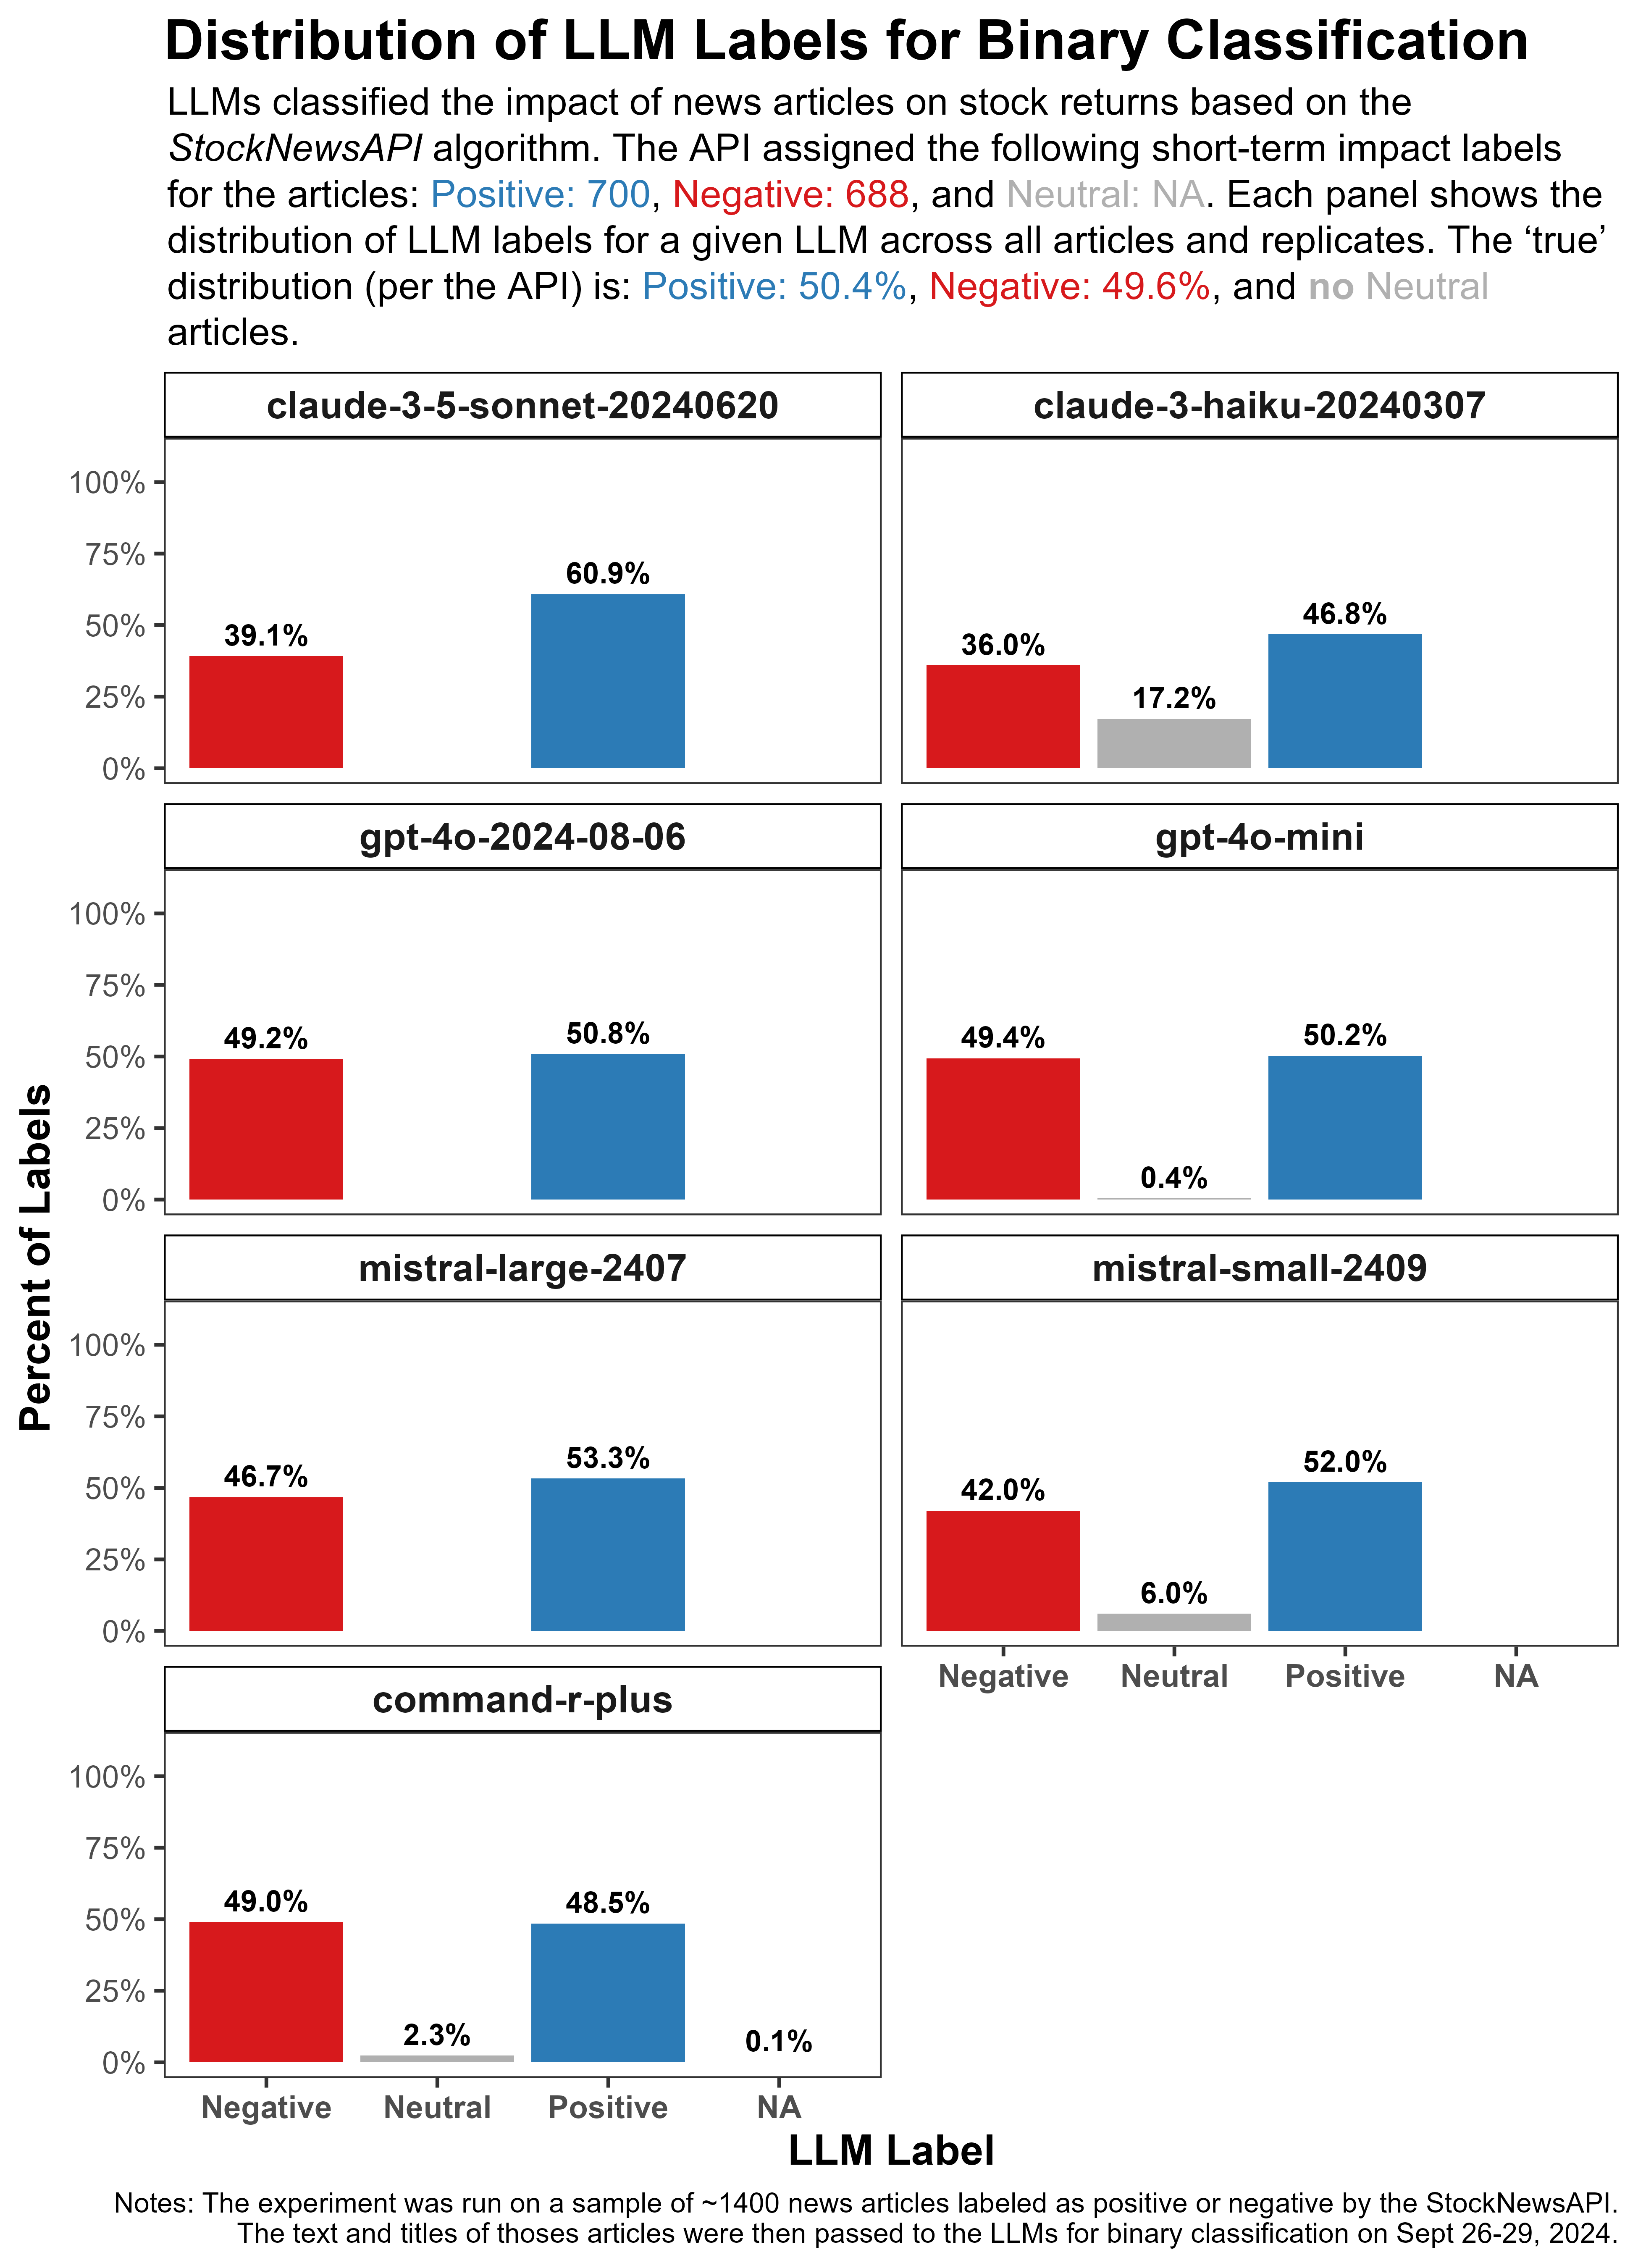 Distribution of LLM Labels for Binary Classification
LLMs classified the impact of news articles on stock returns based on the
StockNewsAPI algorithm. The API assigned the following short-term impact labels
for the articles: Positive: 700, Negative: 688, and Neutral: NA. Each panel shows the
distribution of LLM labels for a given LLM across all articles and replicates. The ‘true’
distribution (per the API) is: Positive: 50.4%, Negative: 49.6%, and no Neutral
articles.
claude-3-5-sonnet-20240620
100%
75%
50%
25%
0%
39.1%
60.9%
claude-3-haiku-20240307
36.0%
17.2%
46.8%
gpt-4o-2024-08-06
100%
75%
50%
25%
0%
49.2%
50.8%
gpt-4o-mini
49.4%
0.4%
50.2%
mistral-large-2407
100%
75%
50%
25%
0%
46.7%
53.3%
mistral-small-2409
42.0%
6.0%
52.0%
Negative
Neutral
Positive
NA
command-r-plus
100%
75%
50%
25%
0%
49.0%
2.3%
48.5%
0.1%
Negative
Neutral
Positive
NA
Percent of Labels
LLM Label
Notes: The experiment was run on a sample of ~1400 news articles labeled as positive or negative by the StockNewsAPI.
The text and titles of thoses articles were then passed to the LLMs for binary classification on Sept 26-29, 2024.